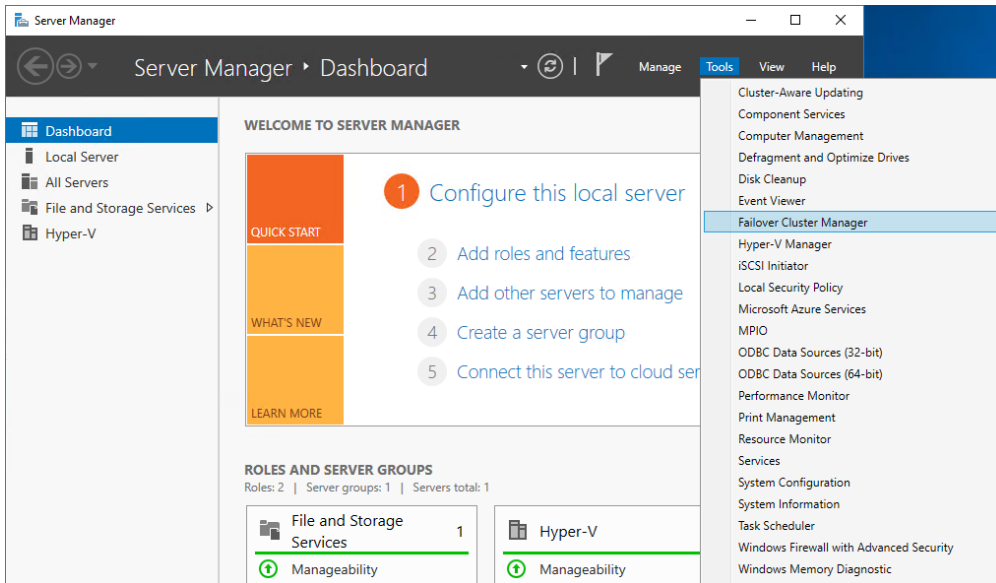 Server Manager
Server Manager ‣ Dashboard
Manage
Tools
View
Help
Dashboard
Local Server
All Servers
File and Storage Services
Hyper-V
WELCOME TO SERVER MANAGER
QUICK START
WHAT'S NEW
LEARN MORE
1 Configure this local server
2 Add roles and features
3 Add other servers to manage
4 Create a server group
5 Connect this server to cloud ser
ROLES AND SERVER GROUPS
Roles: 2 | Server groups: 1 | Servers total: 1
File and Storage
Services
1
Manageability
Hyper-V
Manageability
Cluster-Aware Updating
Component Services
Computer Management
Defragment and Optimize Drives
Disk Cleanup
Event Viewer
Failover Cluster Manager
Hyper-V Manager
iSCSI Initiator
Local Security Policy
Microsoft Azure Services
MPIO
ODBC Data Sources (32-bit)
ODBC Data Sources (64-bit)
Performance Monitor
Print Management
Resource Monitor
Services
System Configuration
System Information
Task Scheduler
Windows Firewall with Advanced Security
Windows Memory Diagnostic